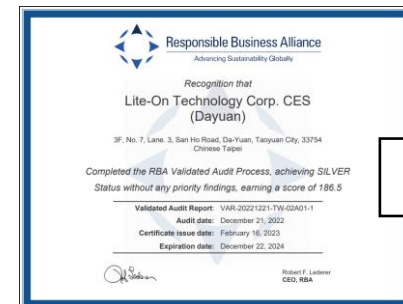 Responsible Business Alliance
Advancing Sustainability Globally
Recognition that
Lite-On Technology Corp. CES
(Dayuan)
3F, No. 7, Lane. 3, San Ho Road, Da-Yuan, Taoyuan City, 33754
Chinese Taipei
Completed the RBA Validated Audit Process, achieving SILVER
Status without any priority findings, earning a score of 186.5
Validated Audit Report: VAR-20221221-TW-02A01-1
Audit date: December 21, 2022
Certificate issue date: February 16, 2023
Expiration date: December 22, 2024
Robert F. Lederer
CEO, RBA